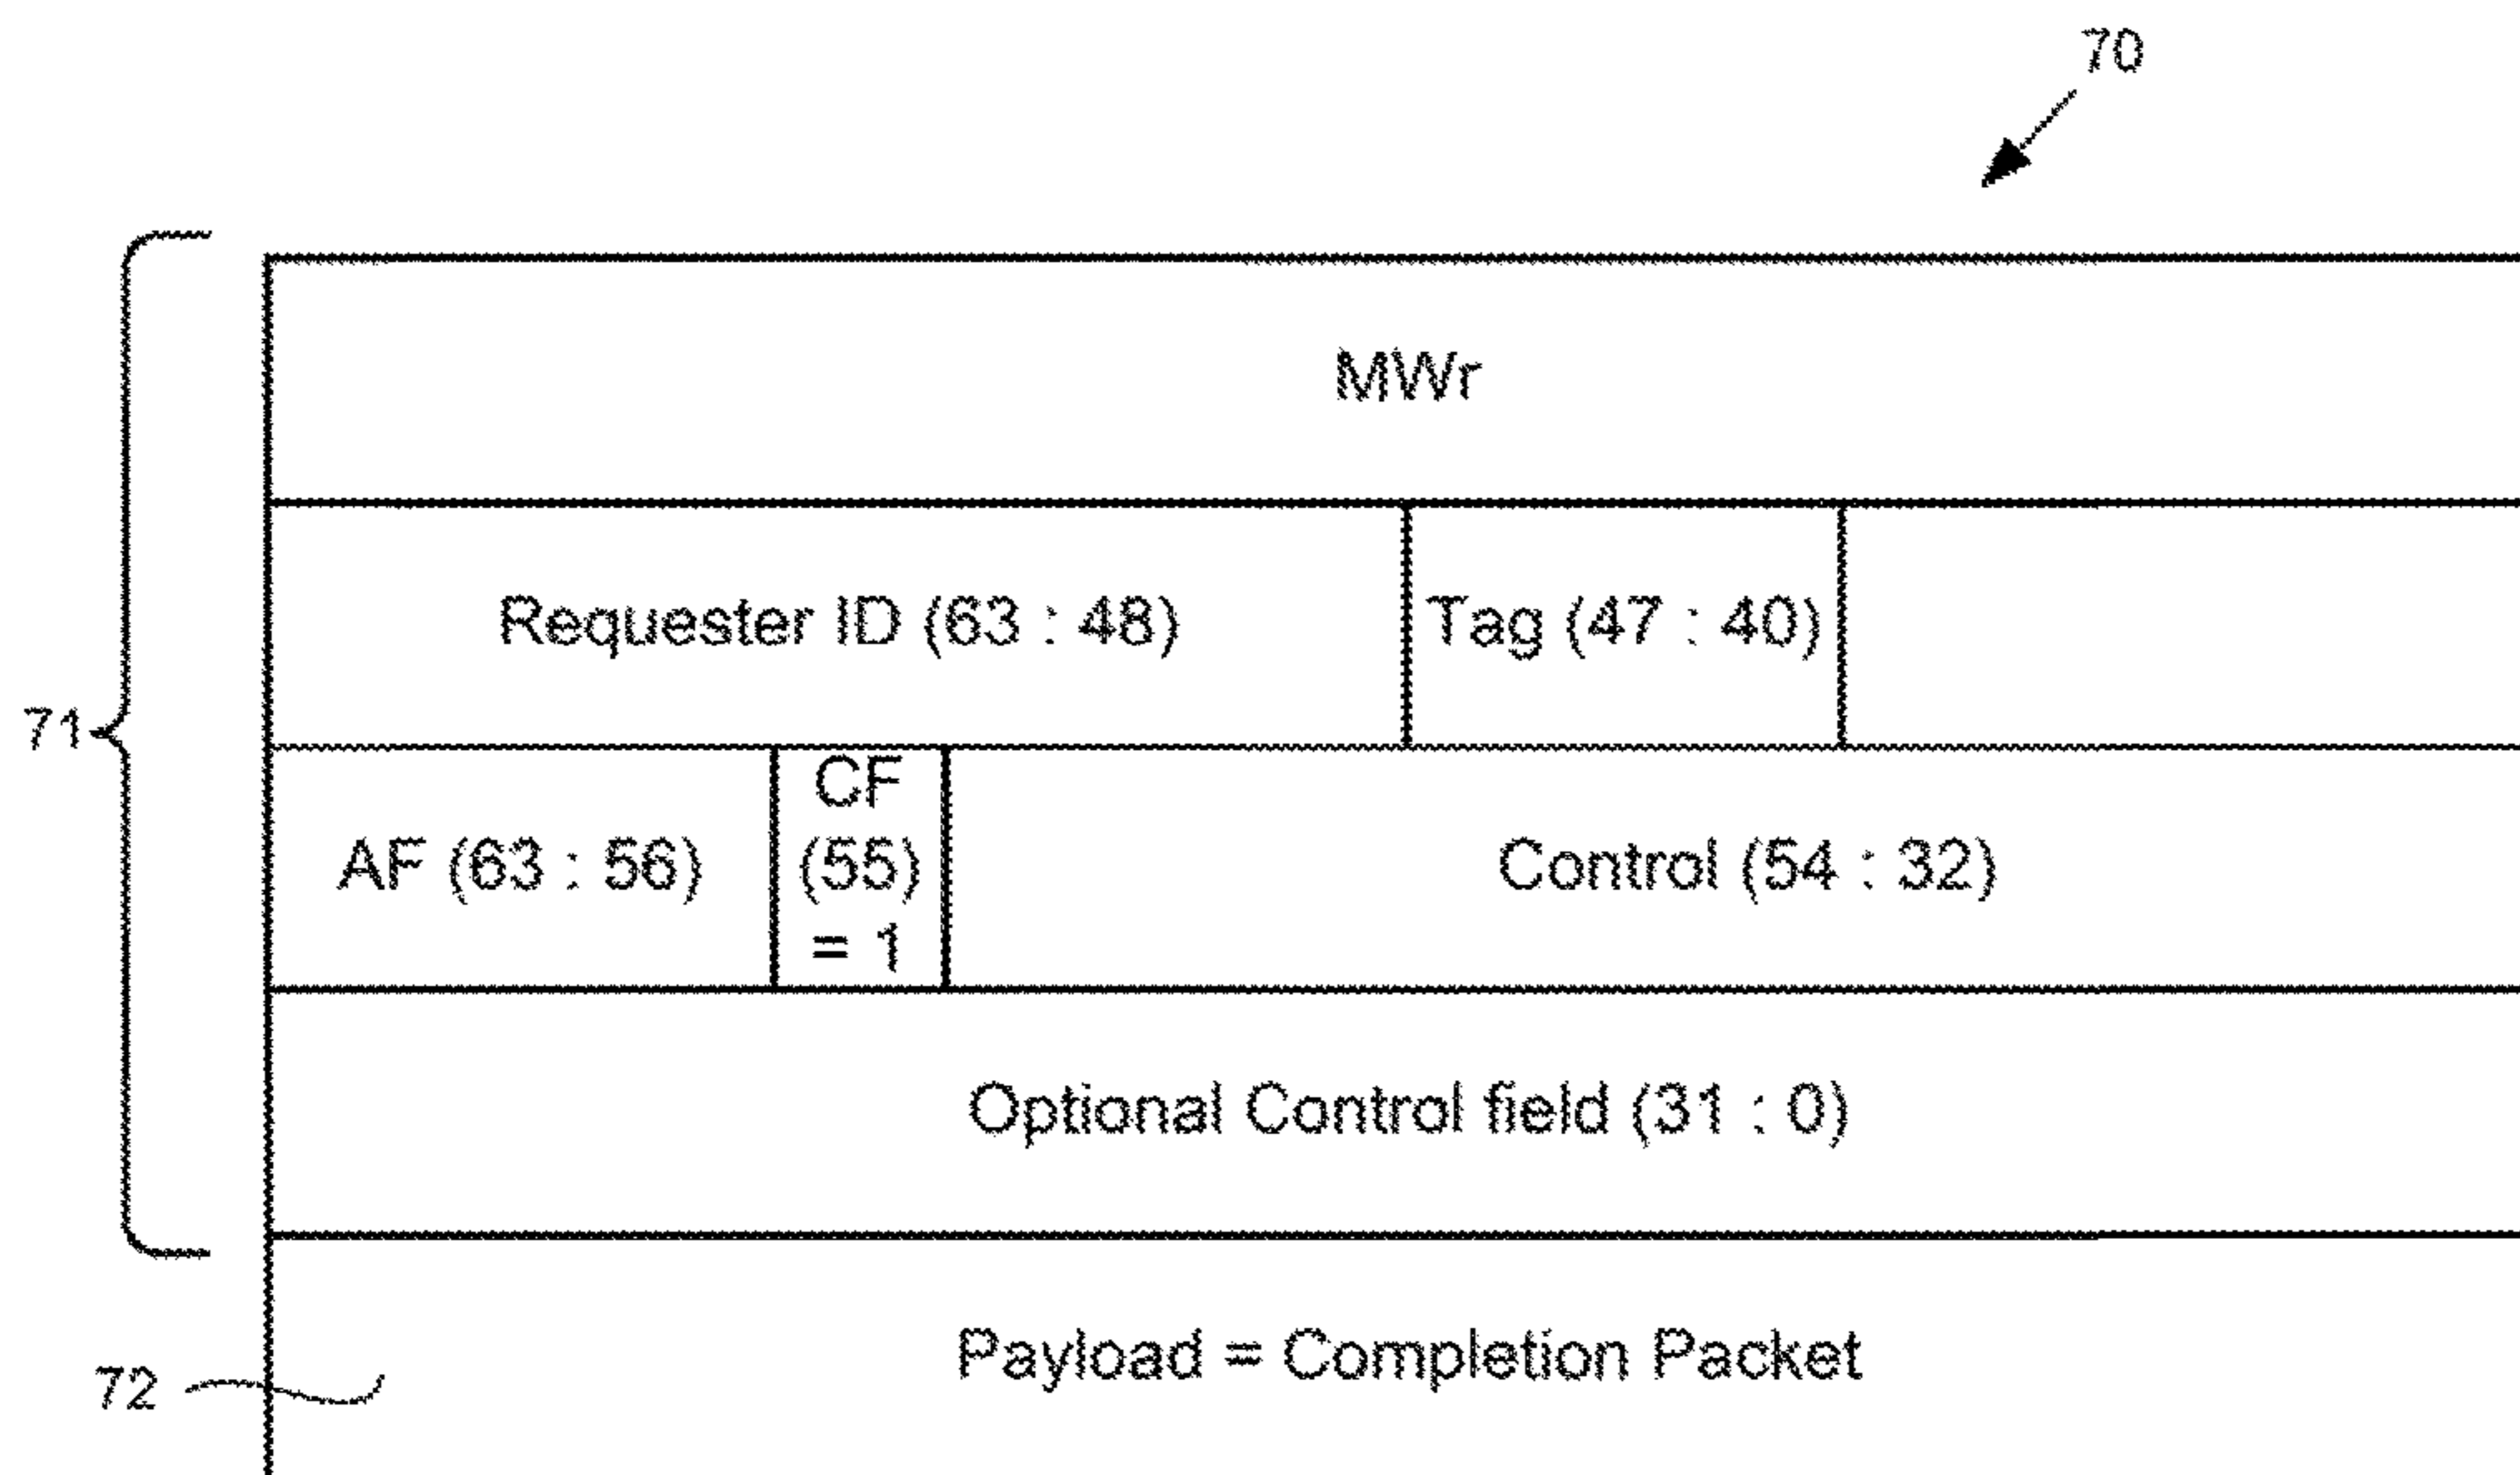 70
MWr
Requester ID (63 : 48)
Tag (47 : 40)
71
CF
(55)
= 1
AF (63 : 56)
Control (54 : 32)
Optional Control field (31 : 0)
Payload = Completion Packet
72